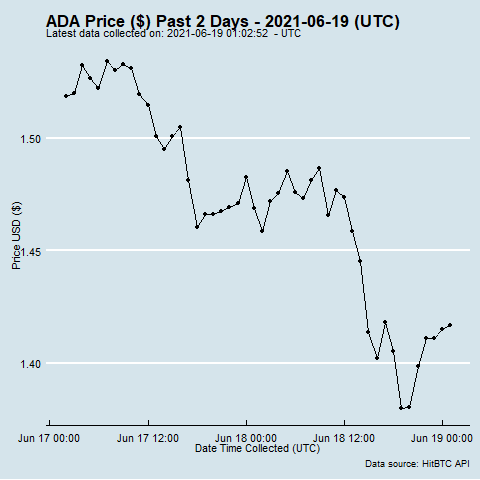 ADA Price ($) Past 2 Days - 2021-06-19 (UTC)
Latest data collected on: 2021-06-19 01:02:52  - UTC
Price USD ($)
1.50
1.45
1.40
Jun 17 00:00 Jun 17 12:00 Jun 18 00:00 Jun 18 12:00 Jun 19 00:00
Date Time Collected (UTC)
Data source: HitBTC API